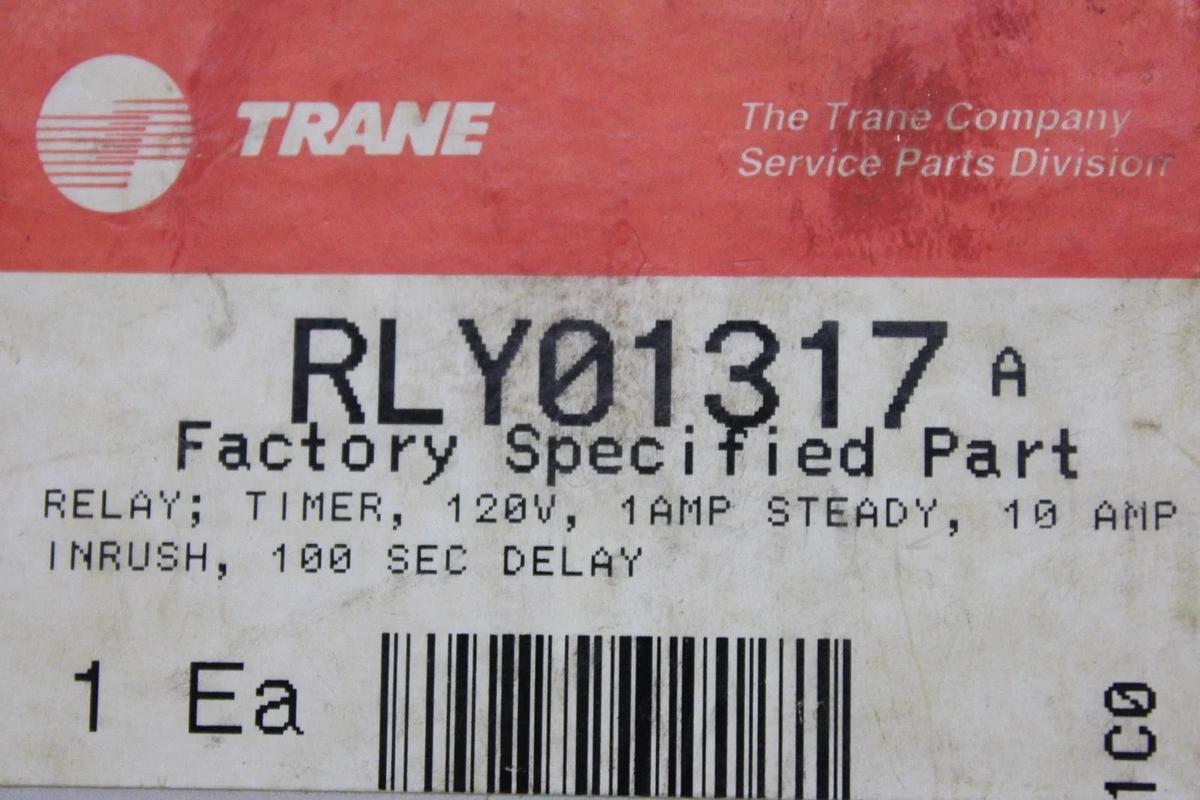 TRANE
The Trane Company
Service Parts Division
RLY01317 A
Factory Specified Part
RELAY; TIMER, 120V, 1AMP STEADY, 10 AMP
INRUSH, 100 SEC DELAY
1 Ea
1C0